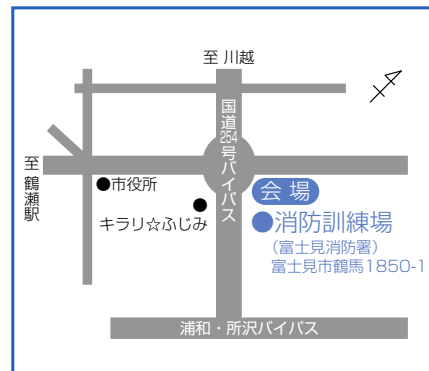 至 川越
国道254号バイパス
至 鶴瀬駅
●市役所
キラリ☆ふじみ
会 場
●消防訓練場
(富士見消防署)
富士見市鶴馬1850-1
浦和・所沢バイパス